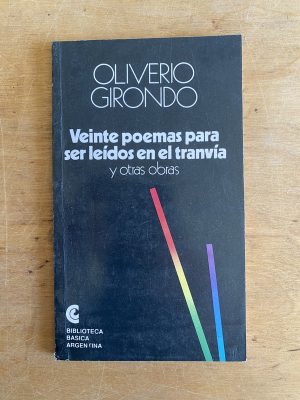 OLIVERIO
GIRONDO
Veinte poemas para
ser leídos en el tranvía
y otras obras
BIBLIOTECA
BASICA
ARGENTINA